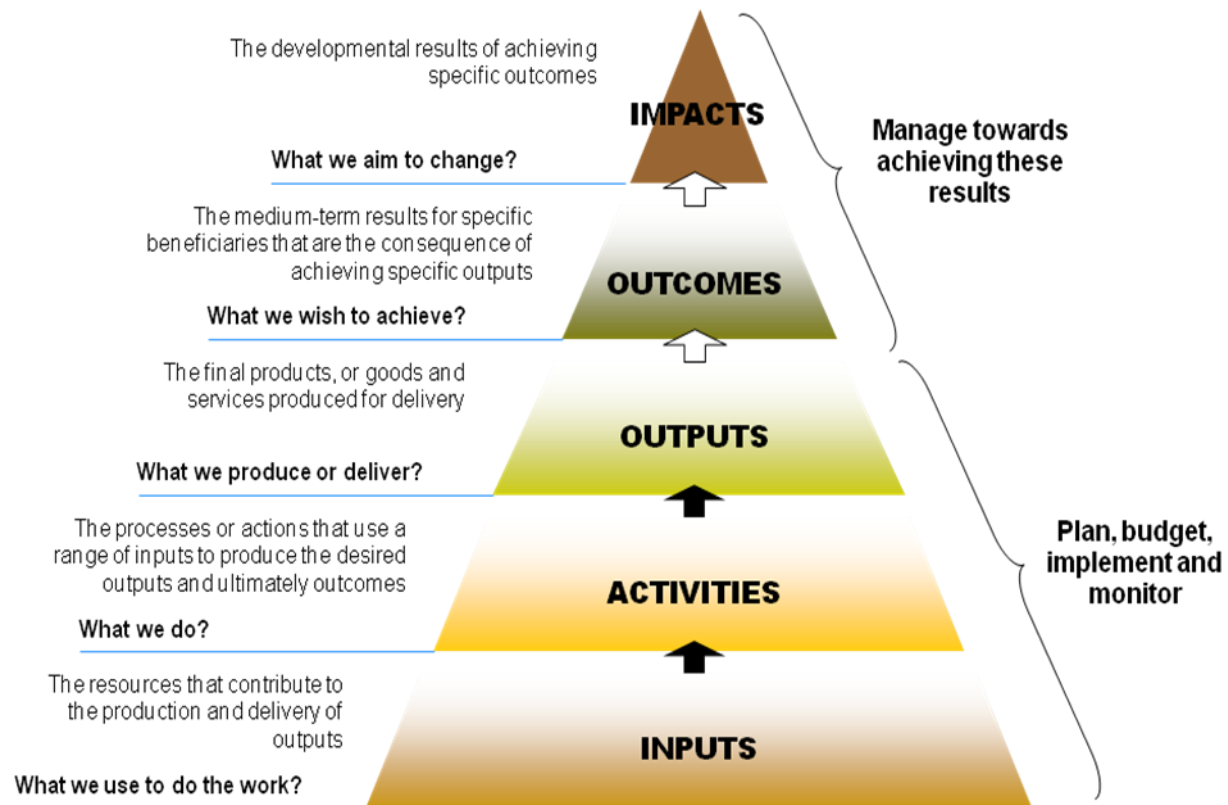 The developmental results of achieving
specific outcomes
IMPACTS
What we aim to change?
Manage towards
achieving these
results
The medium-term results for specific
beneficiaries that are the consequence of
achieving specific outputs
OUTCOMES
What we wish to achieve?
The final products, or goods and
services produced for delivery
OUTPUTS
What we produce or deliver?
The processes or actions that use a
range of inputs to produce the desired
outputs and ultimately outcomes
ACTIVITIES
What we do?
Plan, budget,
implement and
monitor
The resources that contribute to
the production and delivery of
outputs
INPUTS
What we use to do the work?